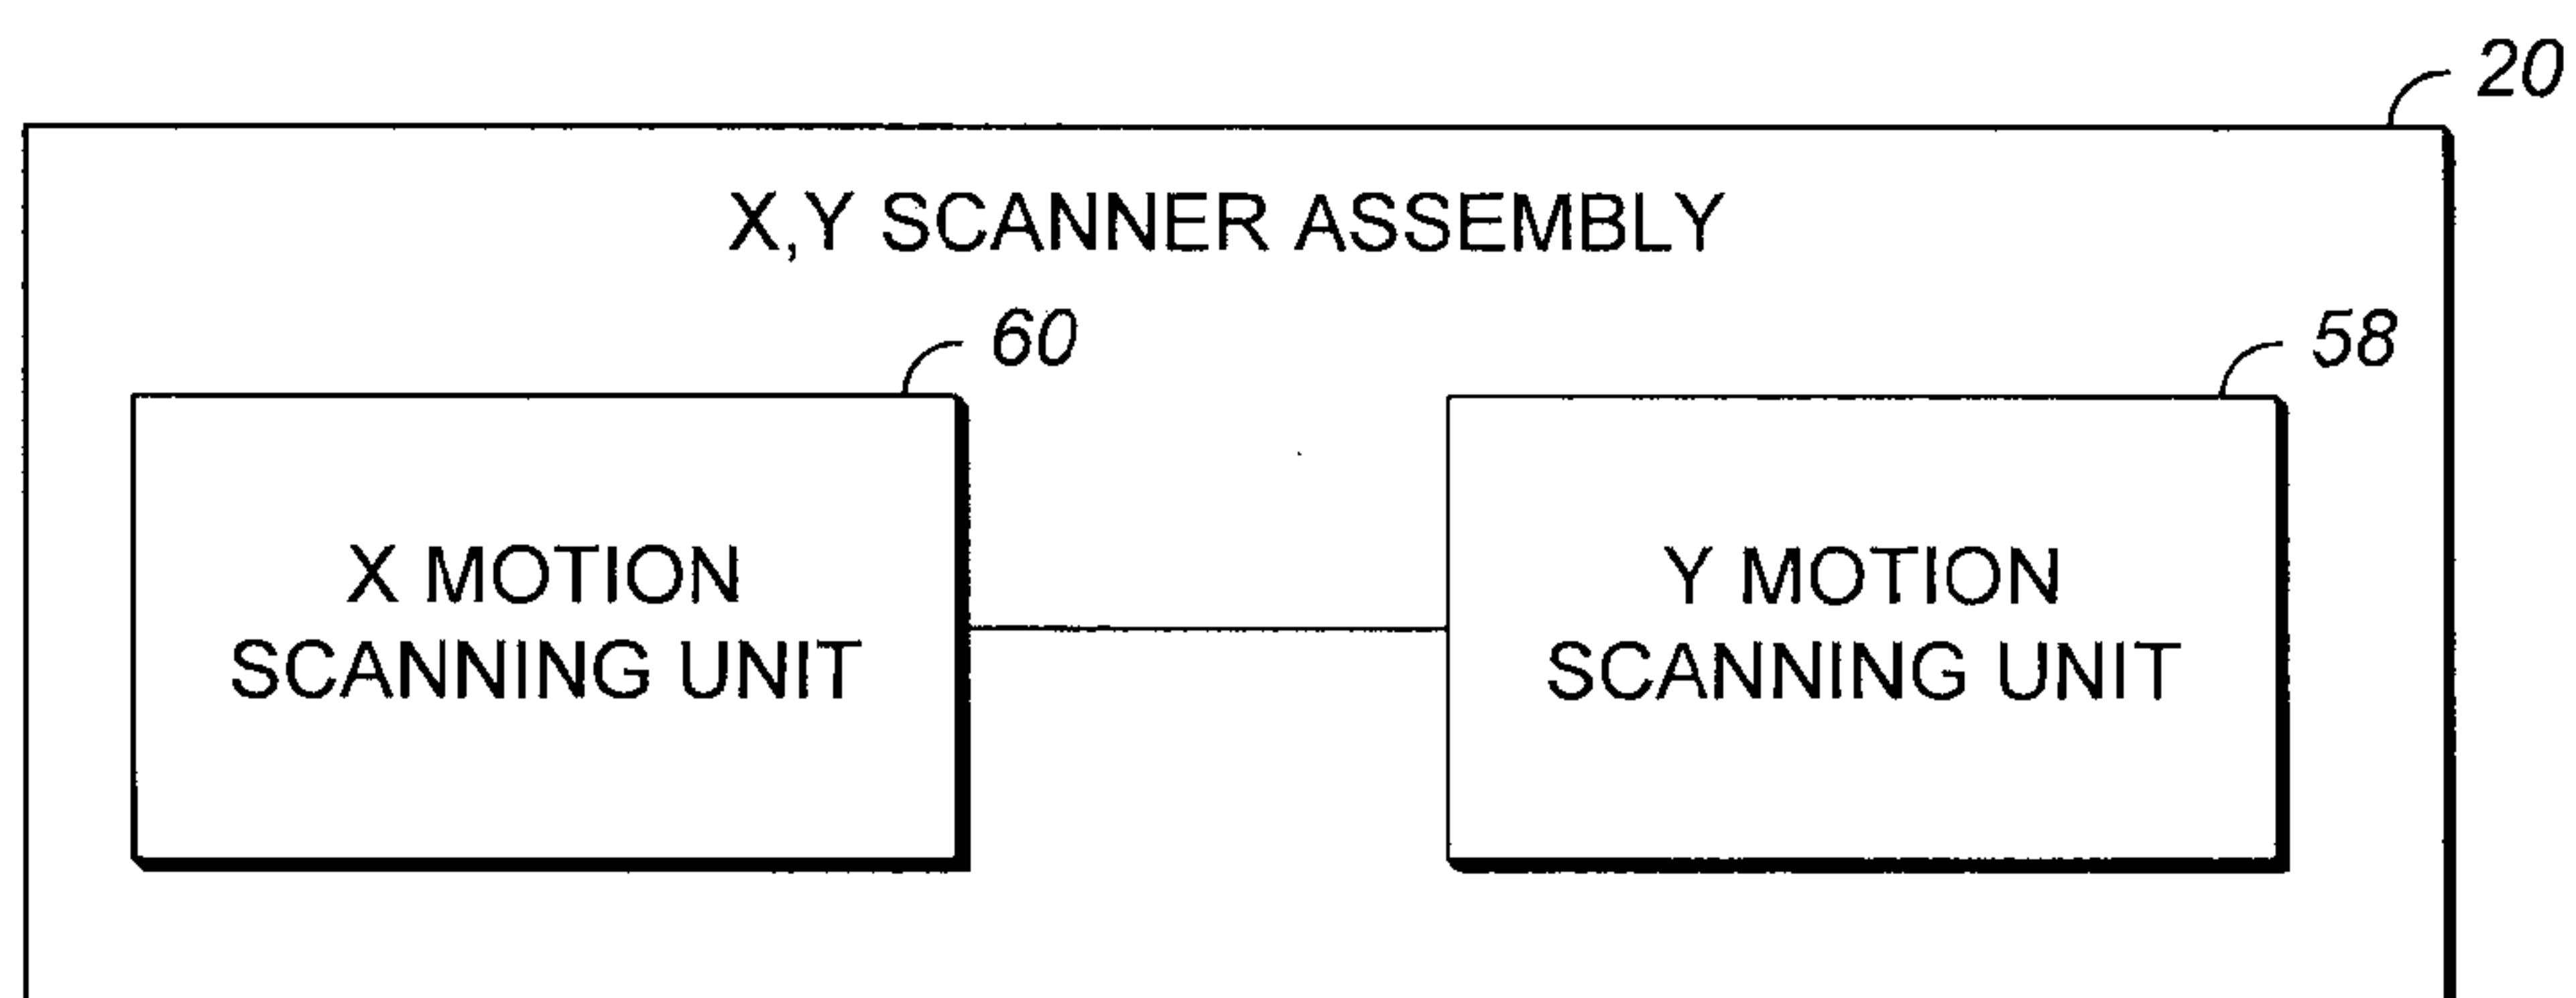 20
X,Y SCANNER ASSEMBLY
60
58
X MOTION
SCANNING UNIT
Y MOTION
SCANNING UNIT